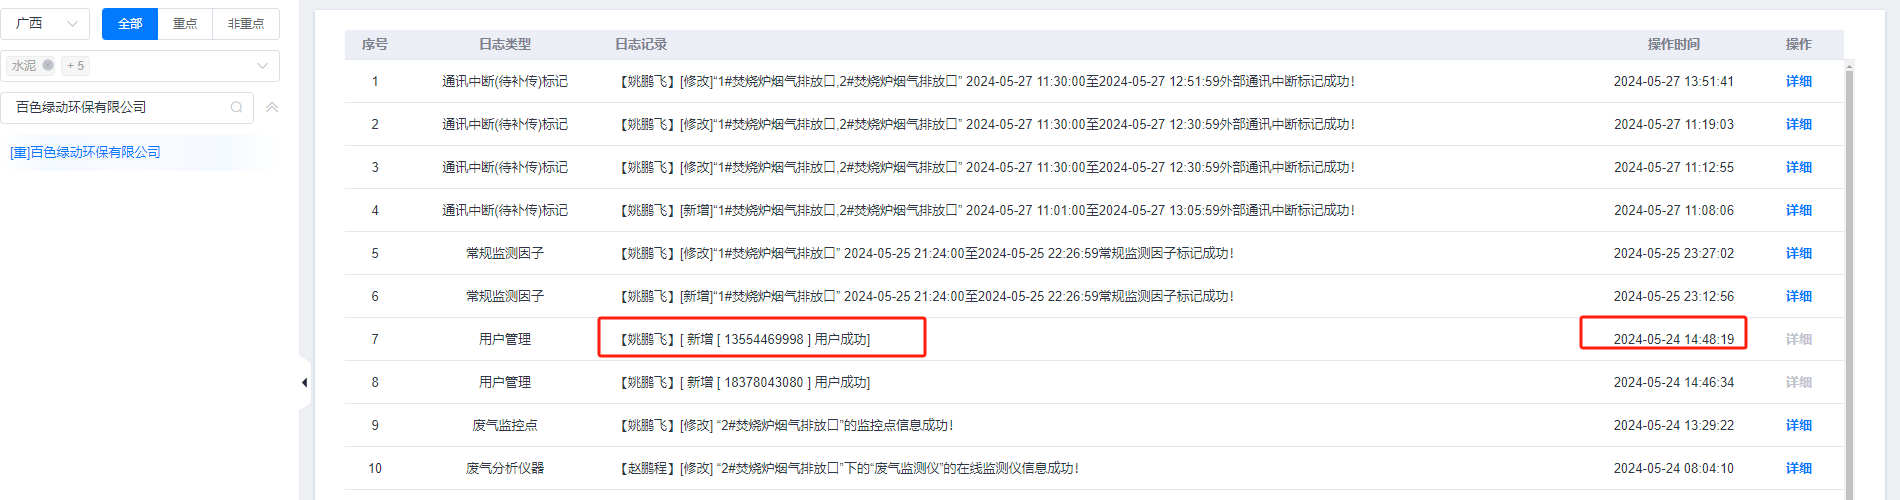 广西 全部 重点 非重点
水泥 + 5
百色绿动环保有限公司
[重]百色绿动环保有限公司
序号 日志类型 日志记录 操作时间 操作
1 通讯中断(待补传)标记 【姚鹏飞】[修改]“1#焚烧炉烟气排放口,2#焚烧炉烟气排放口” 2024-05-27 11:30:00至2024-05-27 12:51:59外部通讯中断标记成功! 2024-05-27 13:51:41 详细
2 通讯中断(待补传)标记 【姚鹏飞】[修改]“1#焚烧炉烟气排放口,2#焚烧炉烟气排放口” 2024-05-27 11:30:00至2024-05-27 12:30:59外部通讯中断标记成功! 2024-05-27 11:19:03 详细
3 通讯中断(待补传)标记 【姚鹏飞】[修改]“1#焚烧炉烟气排放口,2#焚烧炉烟气排放口” 2024-05-27 11:30:00至2024-05-27 12:30:59外部通讯中断标记成功! 2024-05-27 11:12:55 详细
4 通讯中断(待补传)标记 【姚鹏飞】[新增]“1#焚烧炉烟气排放口,2#焚烧炉烟气排放口” 2024-05-27 11:01:00至2024-05-27 13:05:59外部通讯中断标记成功! 2024-05-27 11:08:06 详细
5 常规监测因子 【姚鹏飞】[修改]“1#焚烧炉烟气排放口” 2024-05-25 21:24:00至2024-05-25 22:26:59常规监测因子标记成功! 2024-05-25 23:27:02 详细
6 常规监测因子 【姚鹏飞】[新增]“1#焚烧炉烟气排放口” 2024-05-25 21:24:00至2024-05-25 22:26:59常规监测因子标记成功! 2024-05-25 23:12:56 详细
7 用户管理 【姚鹏飞】[ 新增 [ 13554469998 ] 用户成功] 2024-05-24 14:48:19 详细
8 用户管理 【姚鹏飞】[ 新增 [ 18378043080 ] 用户成功] 2024-05-24 14:46:34 详细
9 废气监控点 【姚鹏飞】[修改] “2#焚烧炉烟气排放口”的监控点信息成功! 2024-05-24 13:29:22 详细
10 废气分析仪器 【赵鹏程】[修改] “2#焚烧炉烟气排放口”下的“废气监测仪”的在线监测仪信息成功! 2024-05-24 08:04:10 详细